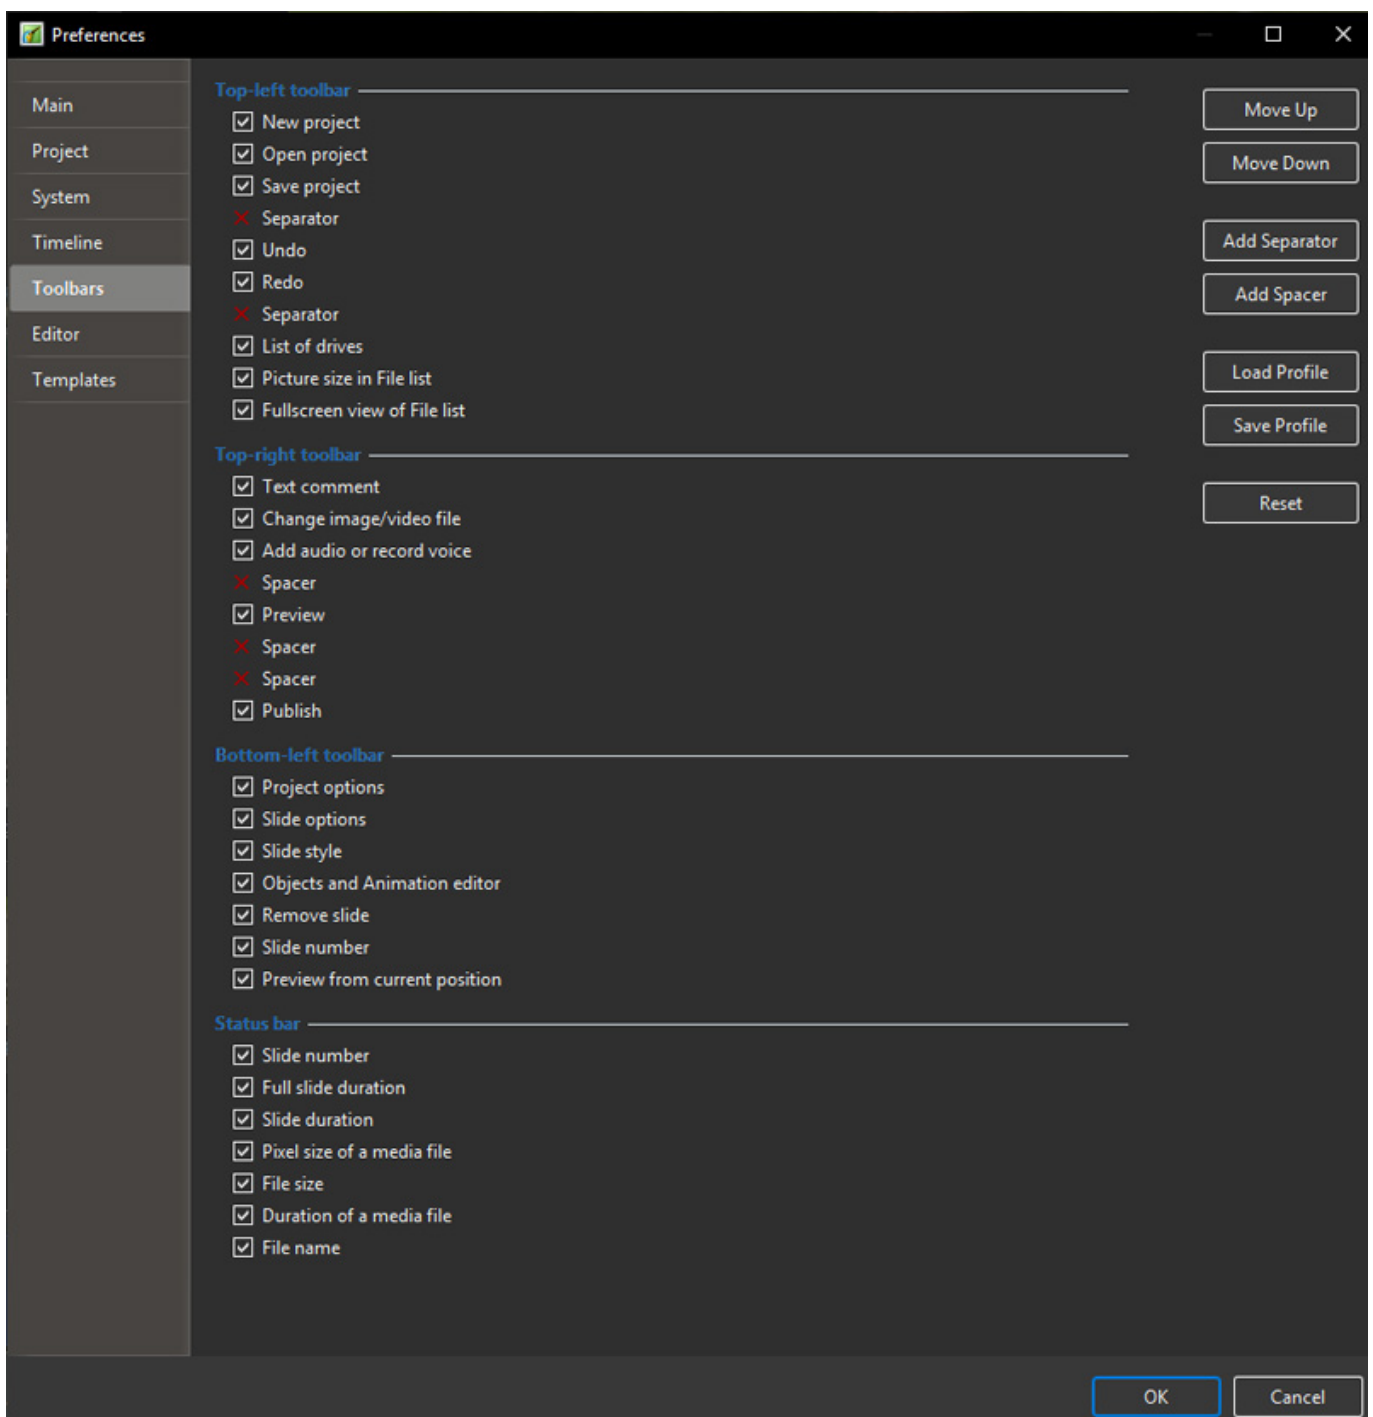 Preferences
Main
Project
System
Timeline
Toolbars
Editor
Templates
Top-left toolbar
New project
Open project
Save project
Separator
Undo
Redo
Separator
List of drives
Picture size in File list
Fullscreen view of File list
Top-right toolbar
Text comment
Change image/video file
Add audio or record voice
Spacer
Preview
Spacer
Spacer
Publish
Bottom-left toolbar
Project options
Slide options
Slide style
Objects and Animation editor
Remove slide
Slide number
Preview from current position
Status bar
Slide number
Full slide duration
Slide duration
Pixel size of a media file
File size
Duration of a media file
File name
Move Up
Move Down
Add Separator
Add Spacer
Load Profile
Save Profile
Reset
OK
Cancel